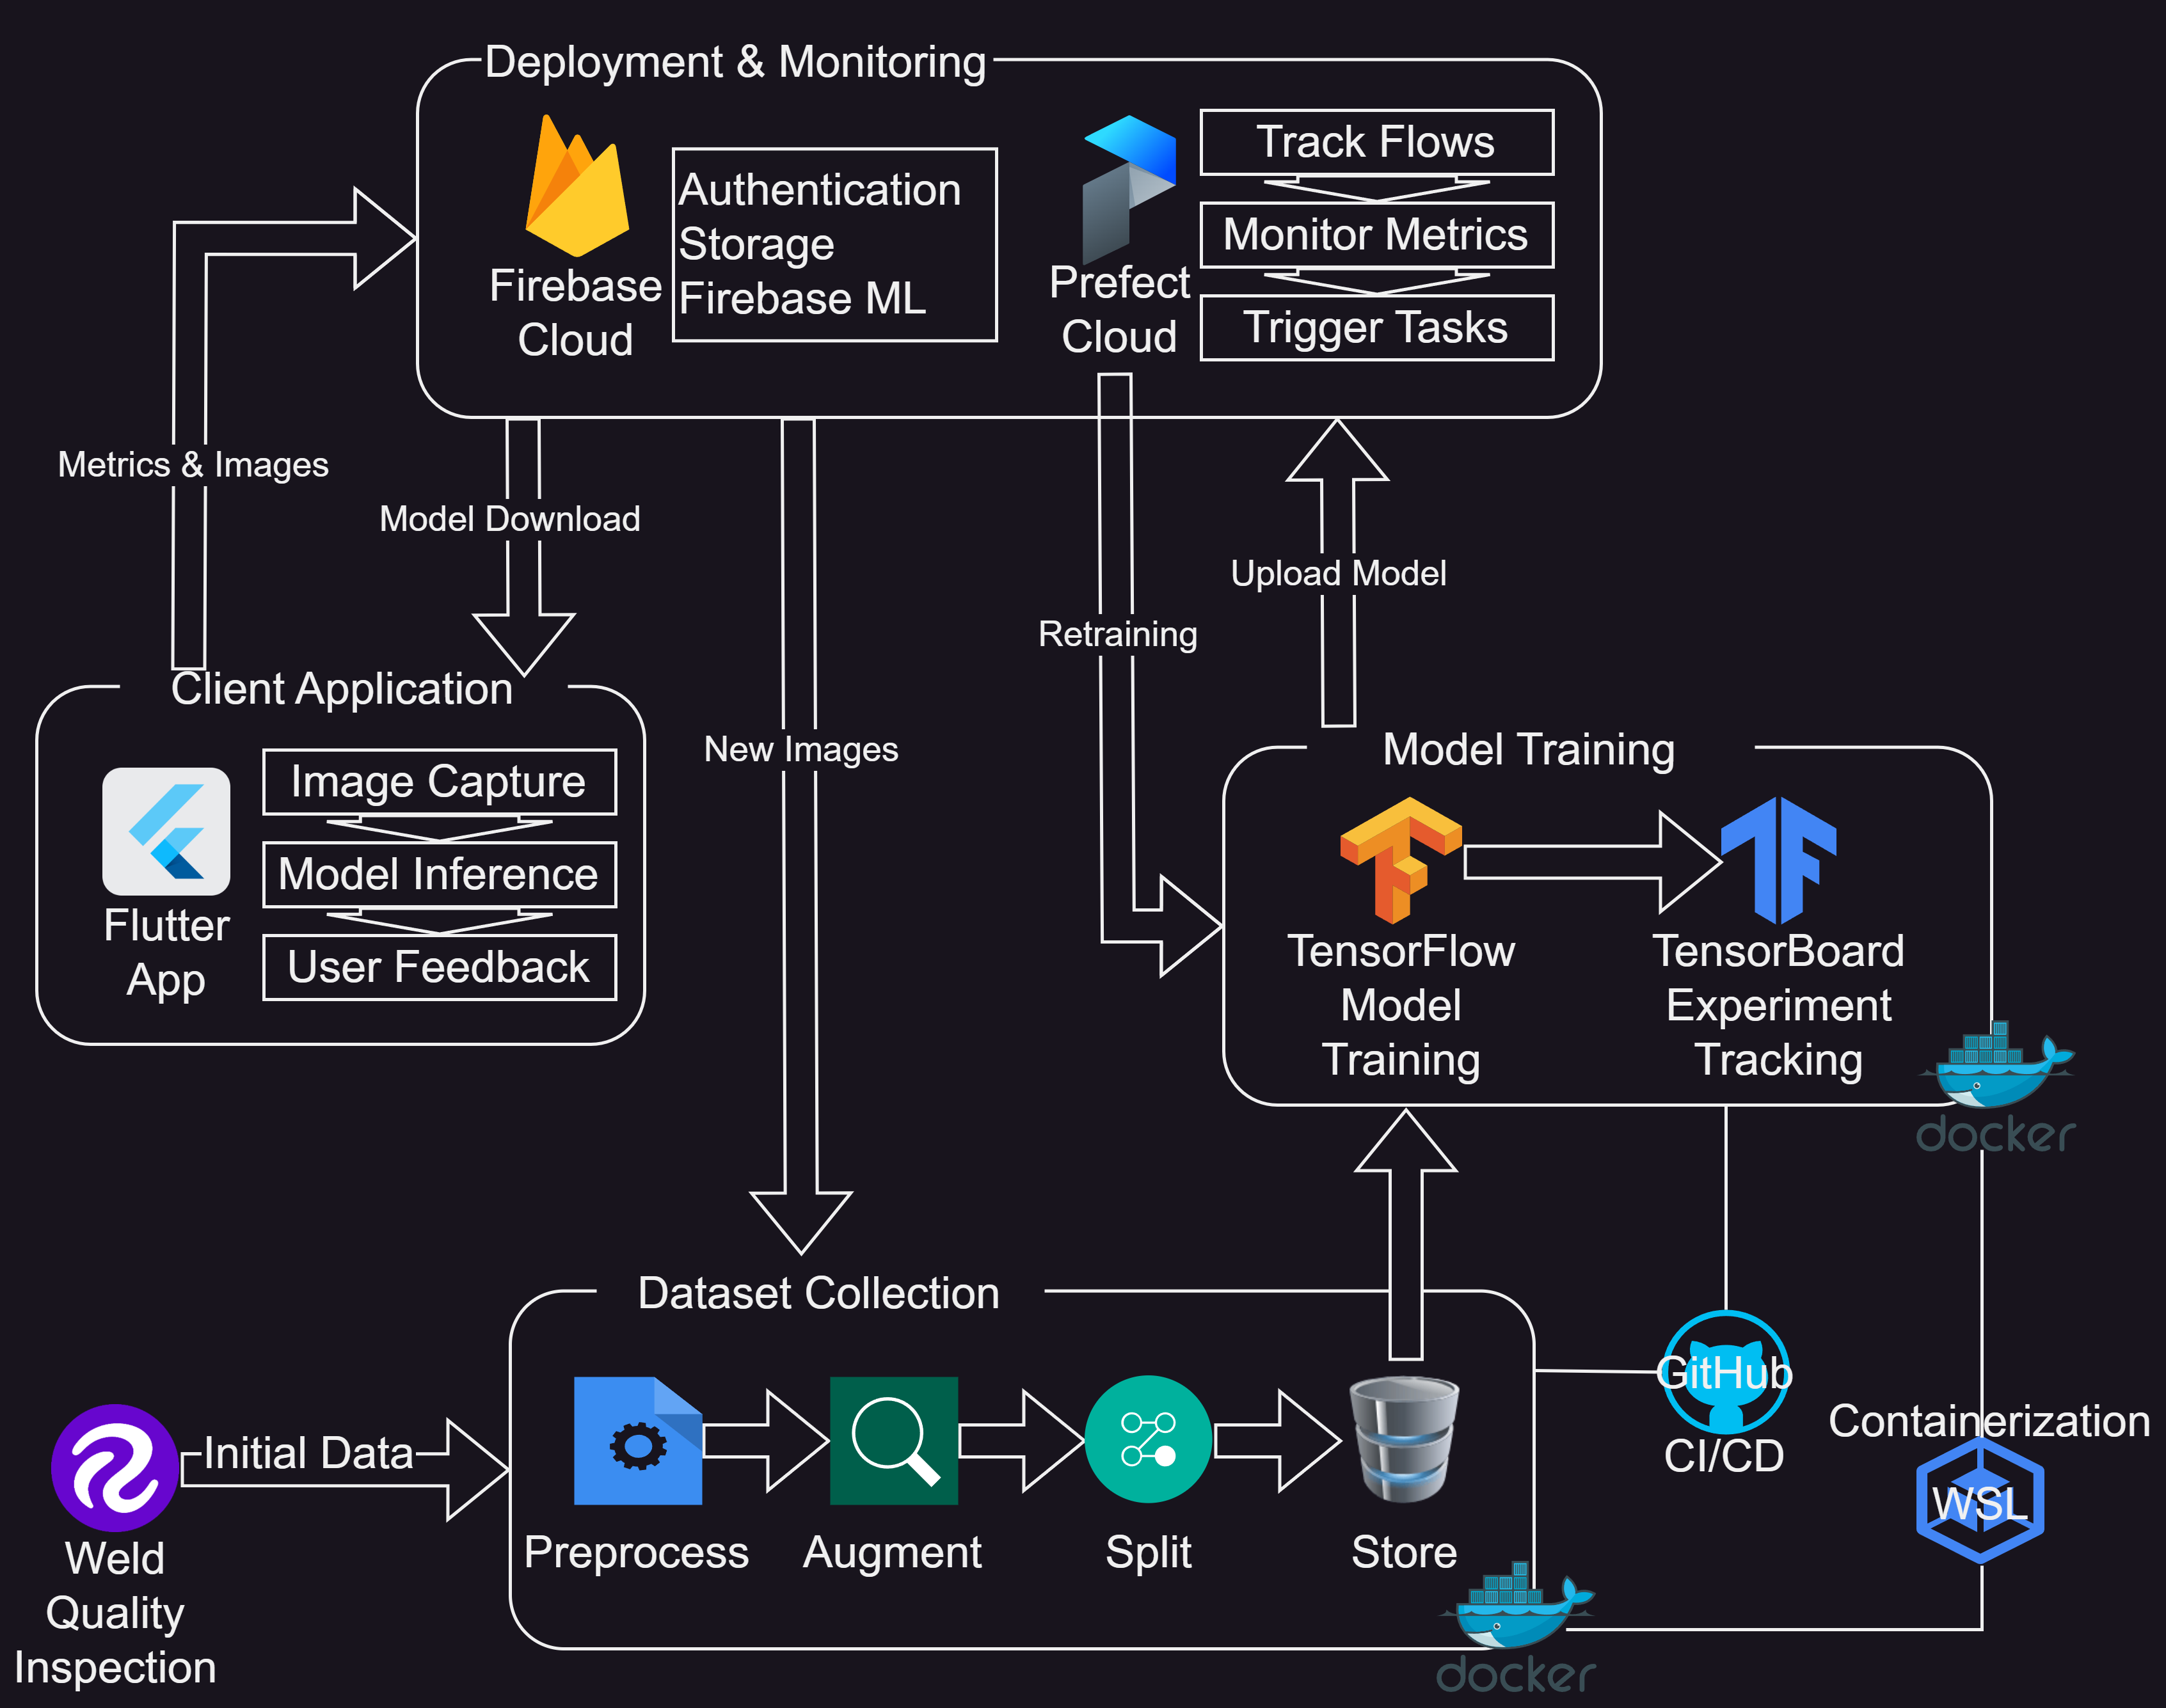 Deployment & Monitoring
Firebase
Cloud
Authentication
Storage
Firebase ML
Prefect
Cloud
Track Flows
Monitor Metrics
Trigger Tasks
Metrics & Images
Model Download
New Images
Retraining
Upload Model
Client Application
Flutter
App
Image Capture
Model Inference
User Feedback
Model Training
TensorFlow
Model
Training
TensorBoard
Experiment
Tracking
docker
Dataset Collection
Initial Data
Weld
Quality
Inspection
Preprocess
Augment
Split
Store
docker
GitHub
CI/CD
Containerization
WSL